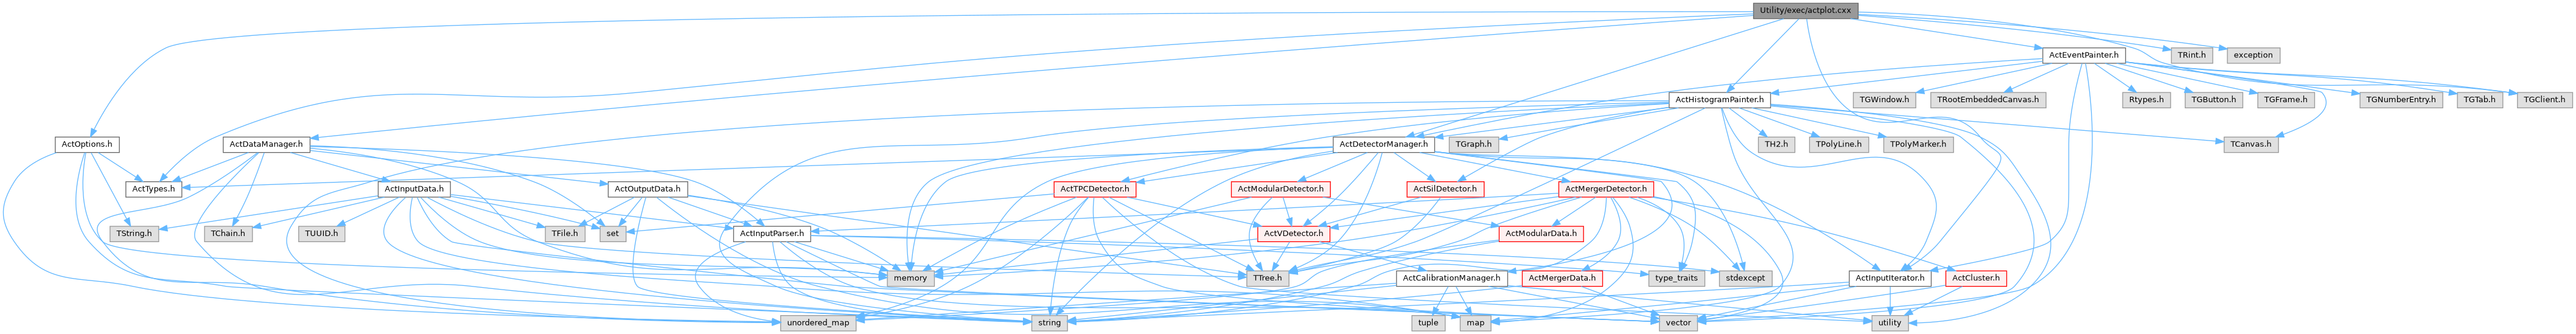 Utility/exec/actplot.cxx
ActEventPainter.h
TRint.h
exception
ActHistogramPainter.h
TGWindow.h
TRootEmbeddedCanvas.h
Rtypes.h
TGButton.h
TGFrame.h
TGNumberEntry.h
TGTab.h
TGClient.h
ActOptions.h
ActDataManager.h
ActDetectorManager.h
TGraph.h
TH2.h
TPolyLine.h
TPolyMarker.h
TCanvas.h
ActTypes.h
ActInputData.h
ActOutputData.h
ActTPCDetector.h
ActModularDetector.h
ActSilDetector.h
ActMergerDetector.h
TString.h
TChain.h
TUUID.h
TFile.h
set
ActInputParser.h
ActVDetector.h
ActModularData.h
memory
TTree.h
ActCalibrationManager.h
ActMergerData.h
type_traits
stdexcept
ActInputIterator.h
ActCluster.h
unordered_map
string
tuple
map
vector
utility